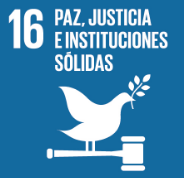 16 PAZ, JUSTICIA
E INSTITUCIONES
SÓLIDAS